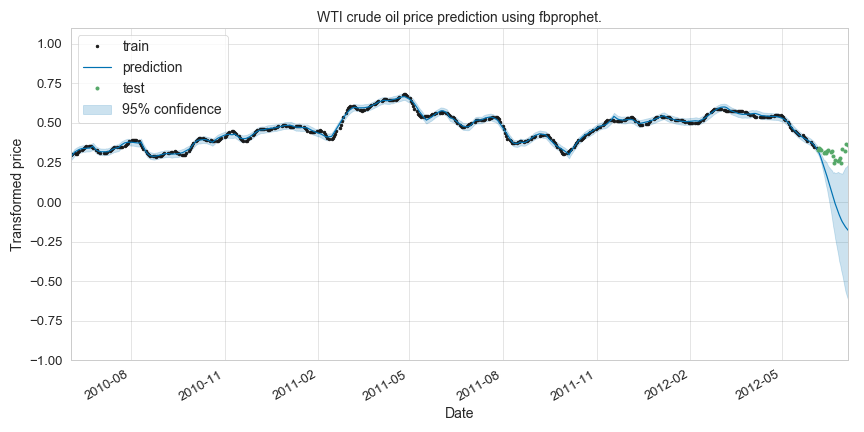 WTI crude oil price prediction using fbprophet.
train
prediction
test
95% confidence
Transformed price
1.00
0.75
0.50
0.25
0.00
−0.25
−0.50
−0.75
−1.00
2010-08
2010-11
2011-02
2011-05
2011-08
2011-11
2012-02
2012-05
Date